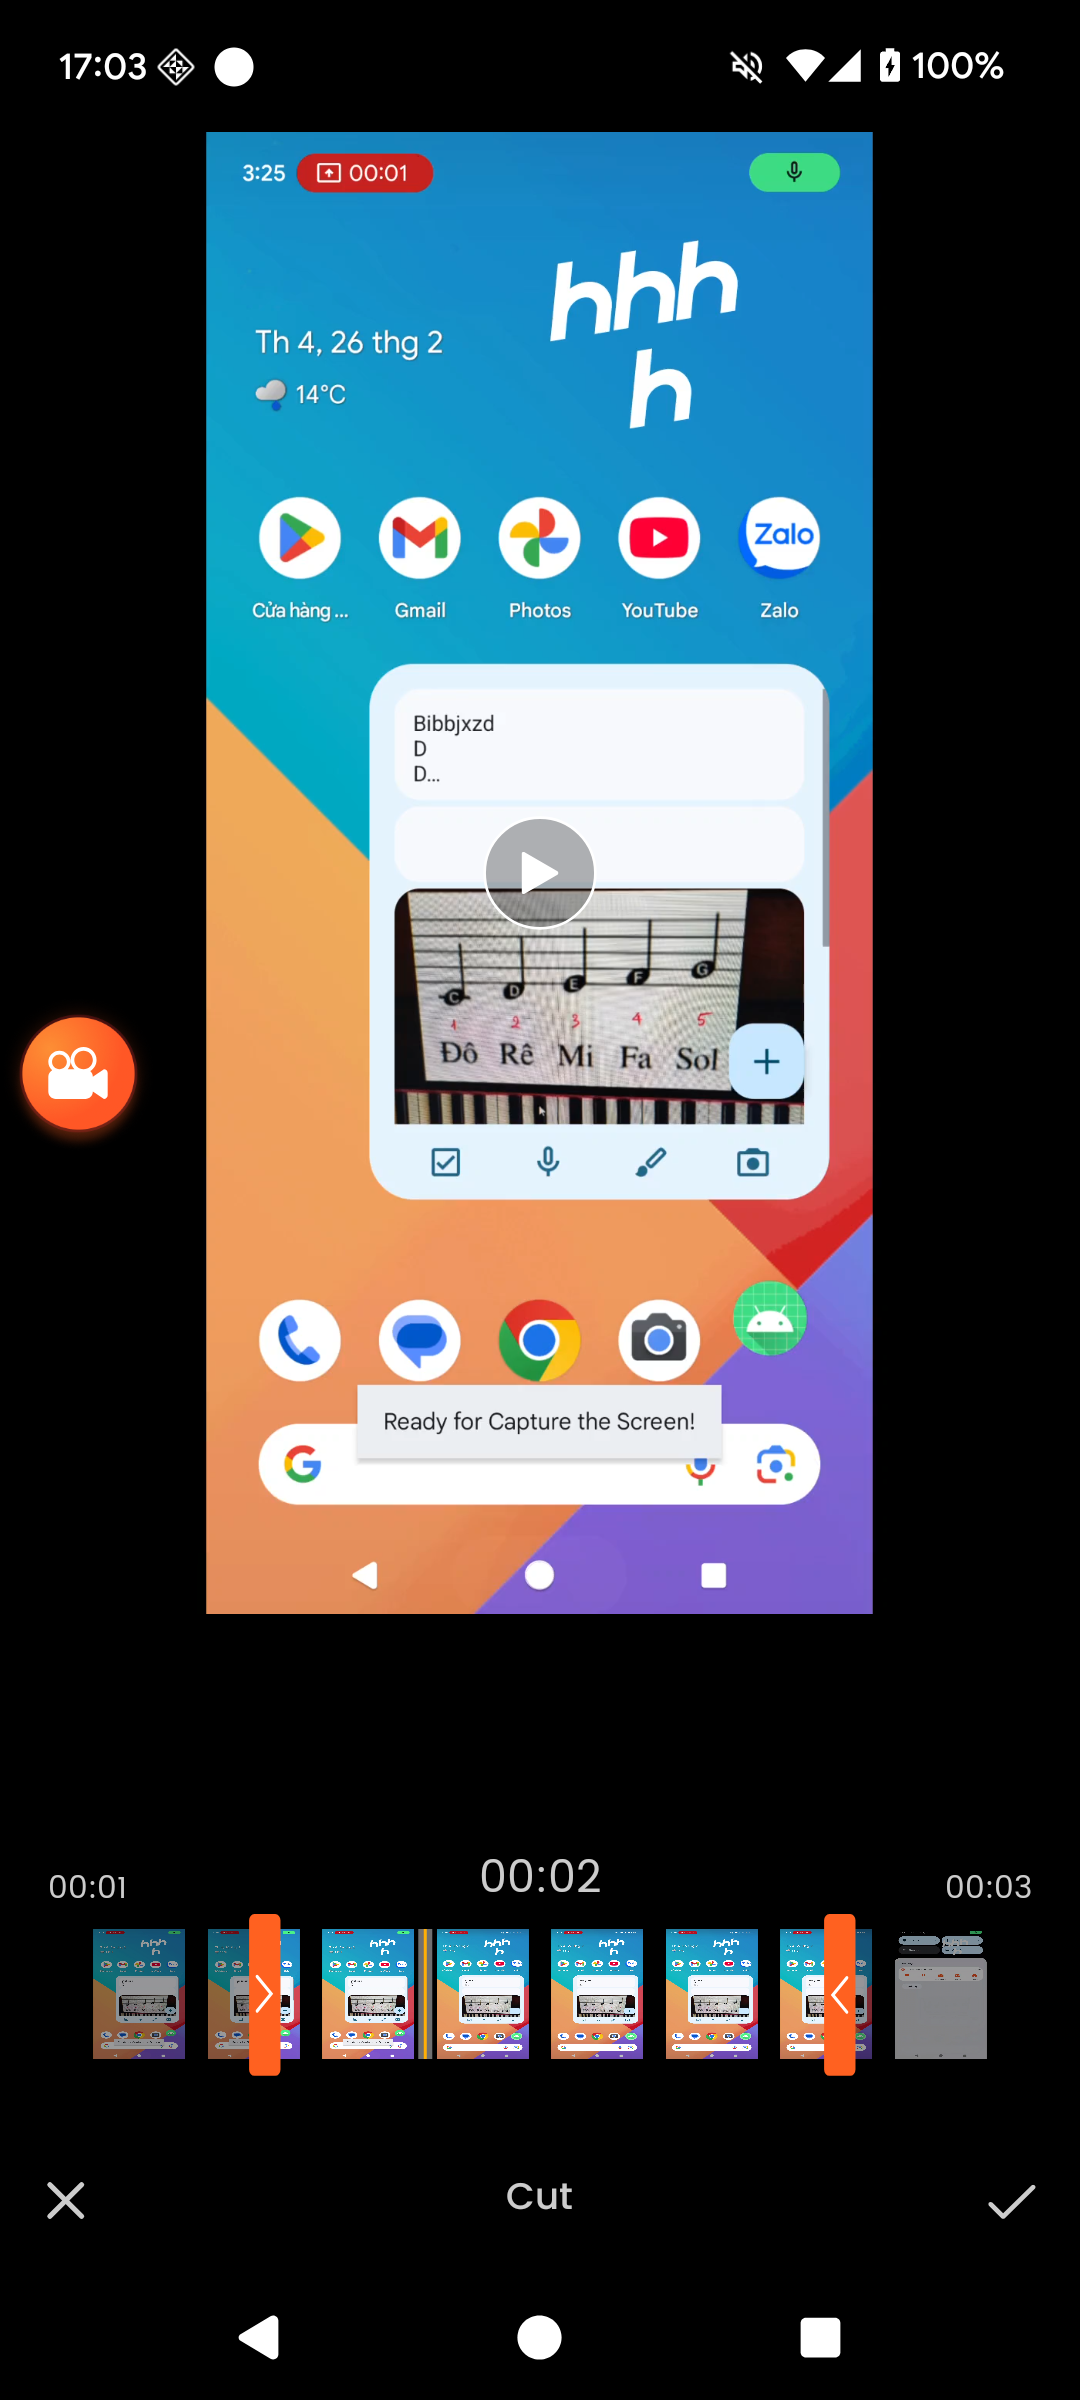 17:03
100%
3:25
00:01
hhh
h
Th 4, 26 thg 2
14°C
Zalo
Cửa hàng ...
Gmail
Photos
YouTube
Zalo
Bibbjxzd
D
D...
C D E F G
1 2 3 4 5
Đô Rê Mi Fa Sol
Ready for Capture the Screen!
00:01
00:02
00:03
Cut